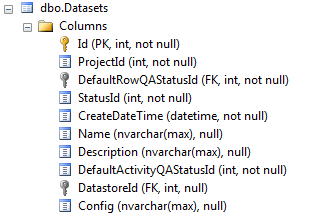 dbo.Datasets
Columns
Id (PK, int, not null)
ProjectId (int, not null)
DefaultRowQAStatusId (FK, int, not null)
StatusId (int, not null)
CreateDateTime (datetime, not null)
Name (nvarchar(max), null)
Description (nvarchar(max), null)
DefaultActivityQAStatusId (int, not null)
DatastoreId (FK, int, null)
Config (nvarchar(max), null)